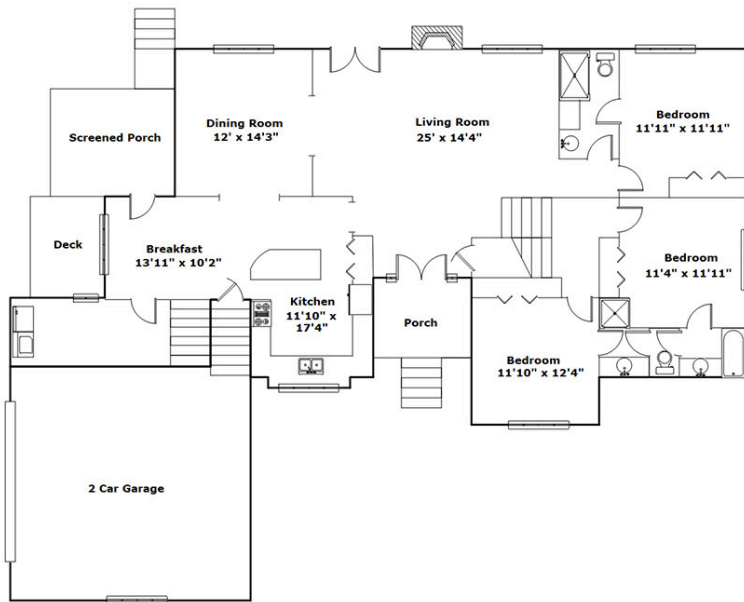 Dining Room
12' x 14'3"
Living Room
25' x 14'4"
Bedroom
11'11" x 11'11"
Screened Porch
Deck
Breakfast
13'11" x 10'2"
Bedroom
11'4" x 11'11"
Kitchen
11'10" x
17'4"
Porch
Bedroom
11'10" x 12'4"
2 Car Garage